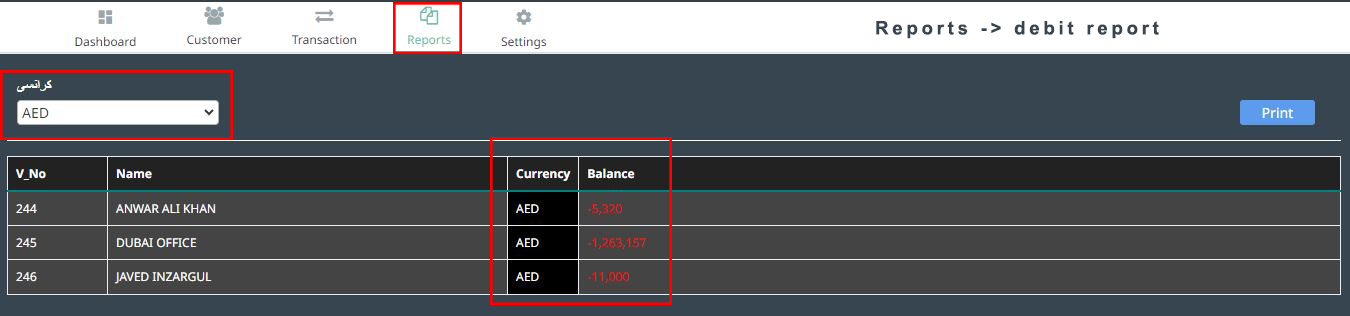 Dashboard Customer Transaction Reports Settings
Reports -> debit report
کرانسی
AED
Print
V_No Name Currency Balance
244 ANWAR ALI KHAN AED -5,320
245 DUBAI OFFICE AED -1,263,157
246 JAVED INZARGUL AED -11,000